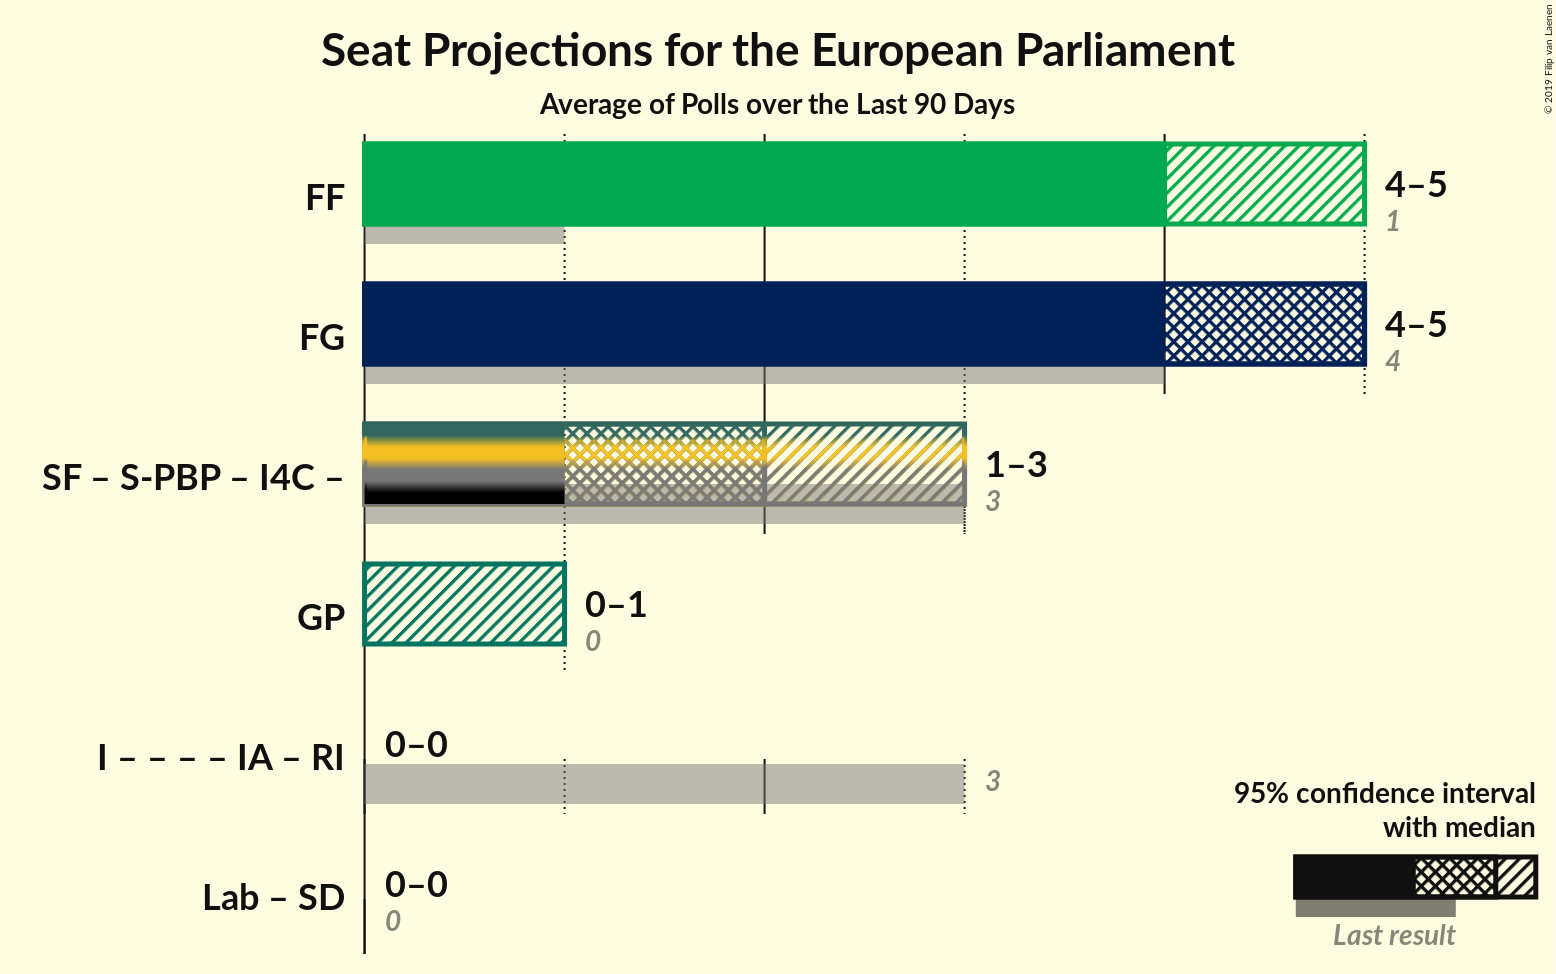 Seat Projections for the European Parliament
Average of Polls over the Last 90 Days
© 2019 Filip van Laenen
FF
4–5
1
FG
4–5
4
SF – S-PBP – I4C –
1–3
3
GP
0–1
0
I – – – – IA – RI
0–0
3
Lab – SD
0–0
0
95% confidence interval
with median
Last result